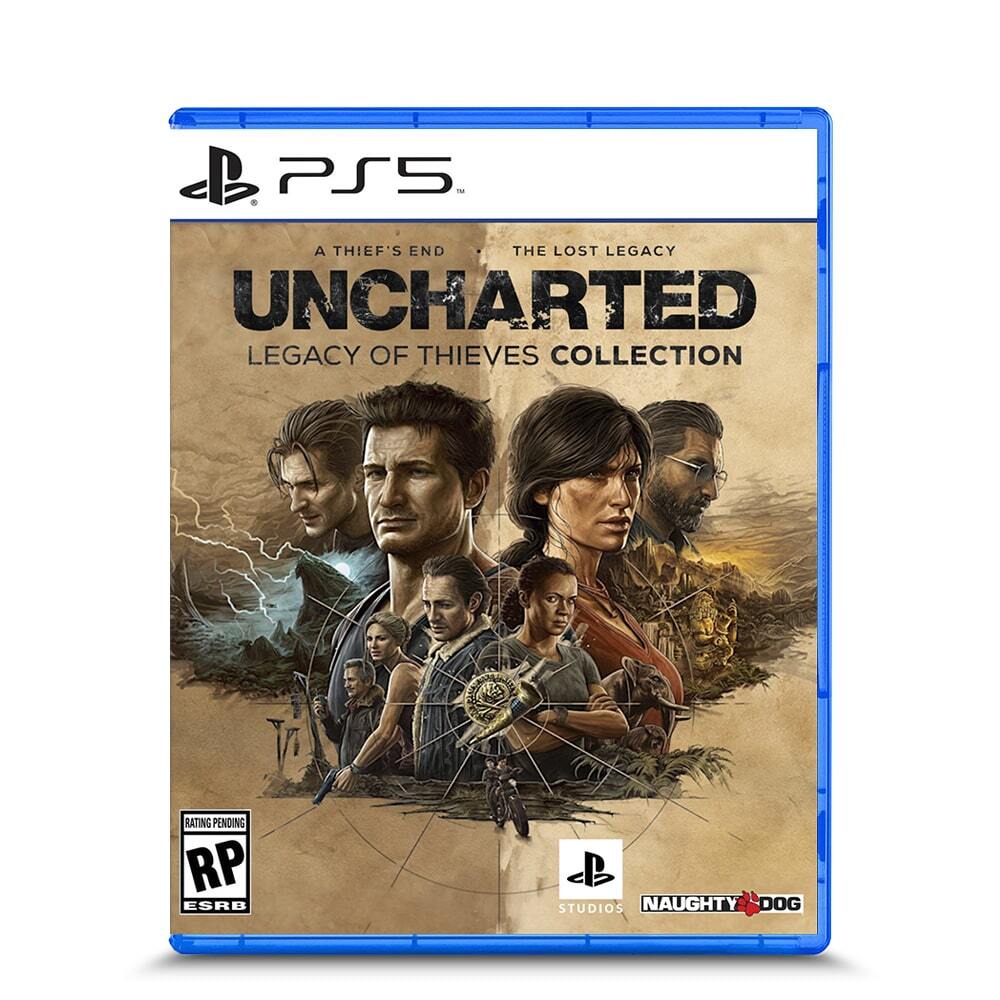 PS5
A THIEF'S END • THE LOST LEGACY
UNCHARTED
LEGACY OF THIEVES COLLECTION
RATING PENDING
RP
ESRB
STUDIOS
NAUGHTY DOG